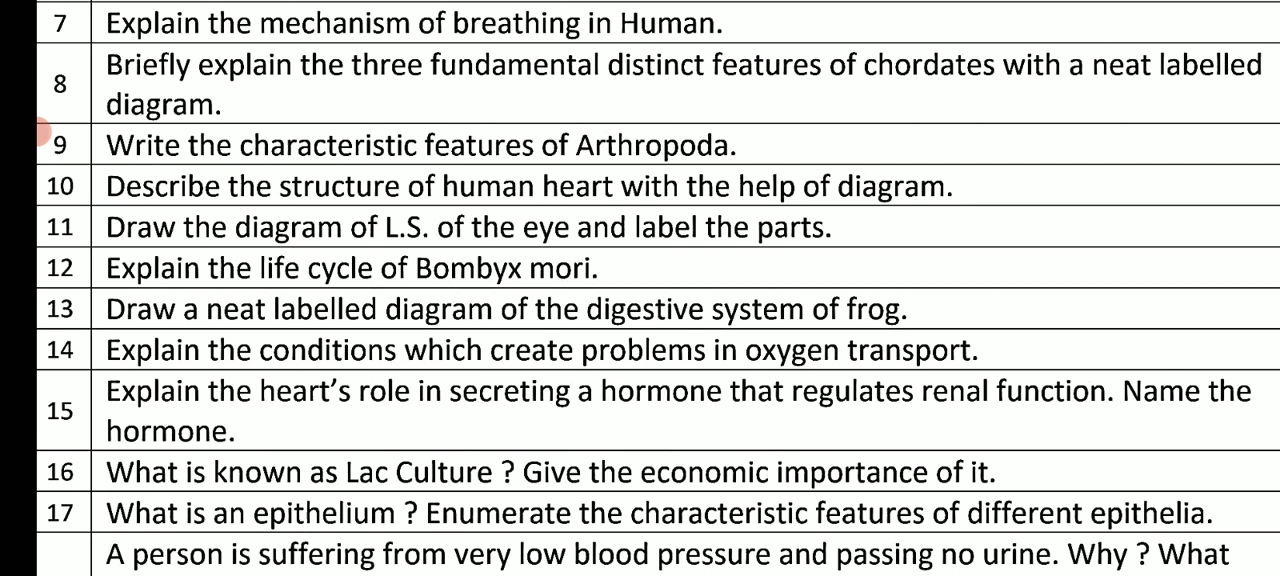 7 Explain the mechanism of breathing in Human.
8 Briefly explain the three fundamental distinct features of chordates with a neat labelled
diagram.
9 Write the characteristic features of Arthropoda.
10 Describe the structure of human heart with the help of diagram.
11 Draw the diagram of L.S. of the eye and label the parts.
12 Explain the life cycle of Bombyx mori.
13 Draw a neat labelled diagram of the digestive system of frog.
14 Explain the conditions which create problems in oxygen transport.
15 Explain the heart’s role in secreting a hormone that regulates renal function. Name the
hormone.
16 What is known as Lac Culture ? Give the economic importance of it.
17 What is an epithelium ? Enumerate the characteristic features of different epithelia.
A person is suffering from very low blood pressure and passing no urine. Why ? What